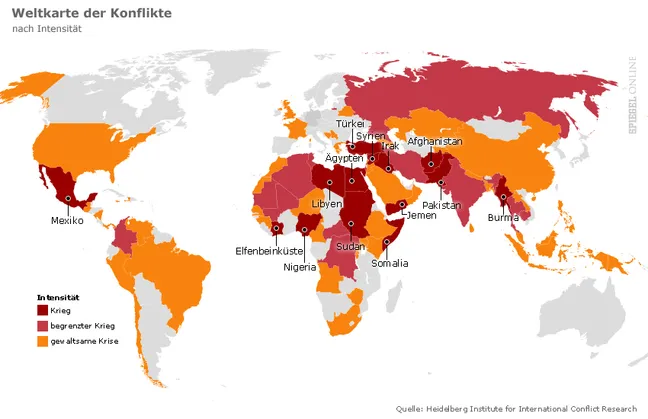 Weltkarte der Konflikte
nach Intensität
SPIEGEL ONLINE
Türkei
Syrien
Irak
Afghanistan
Ägypten
Libyen
Jemen
Pakistan
Burma
Mexiko
Elfenbeinküste
Sudan
Nigeria
Somalia
Intensität
Krieg
begrenzter Krieg
gewaltsame Krise
Quelle: Heidelberg Institute for International Conflict Research